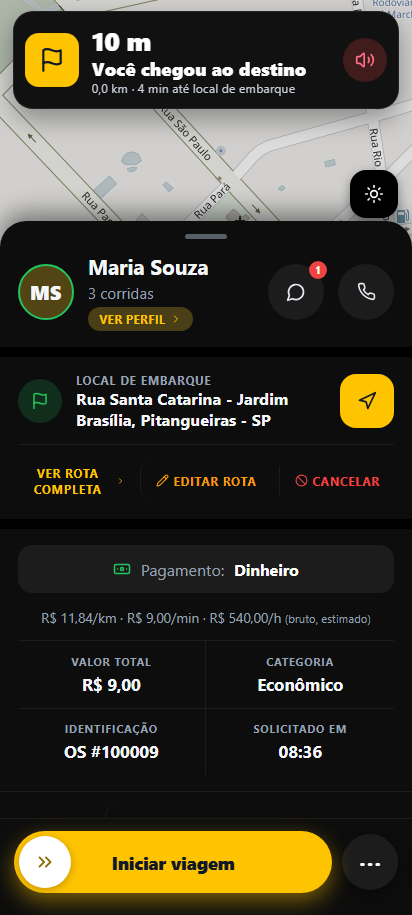 Rodovia
March
10 m
Você chegou ao destino
0,0 km · 4 min até local de embarque
Rua São Paulo
Rua Rio
Rua Pará
Rua Pa
MS
Maria Souza
3 corridas
VER PERFIL
1
LOCAL DE EMBARQUE
Rua Santa Catarina - Jardim
Brasília, Pitangueiras - SP
VER ROTA
COMPLETA
EDITAR ROTA
CANCELAR
Pagamento: Dinheiro
R$ 11,84/km · R$ 9,00/min · R$ 540,00/h (bruto, estimado)
VALOR TOTAL
R$ 9,00
CATEGORIA
Econômico
IDENTIFICAÇÃO
OS #100009
SOLICITADO EM
08:36
Iniciar viagem